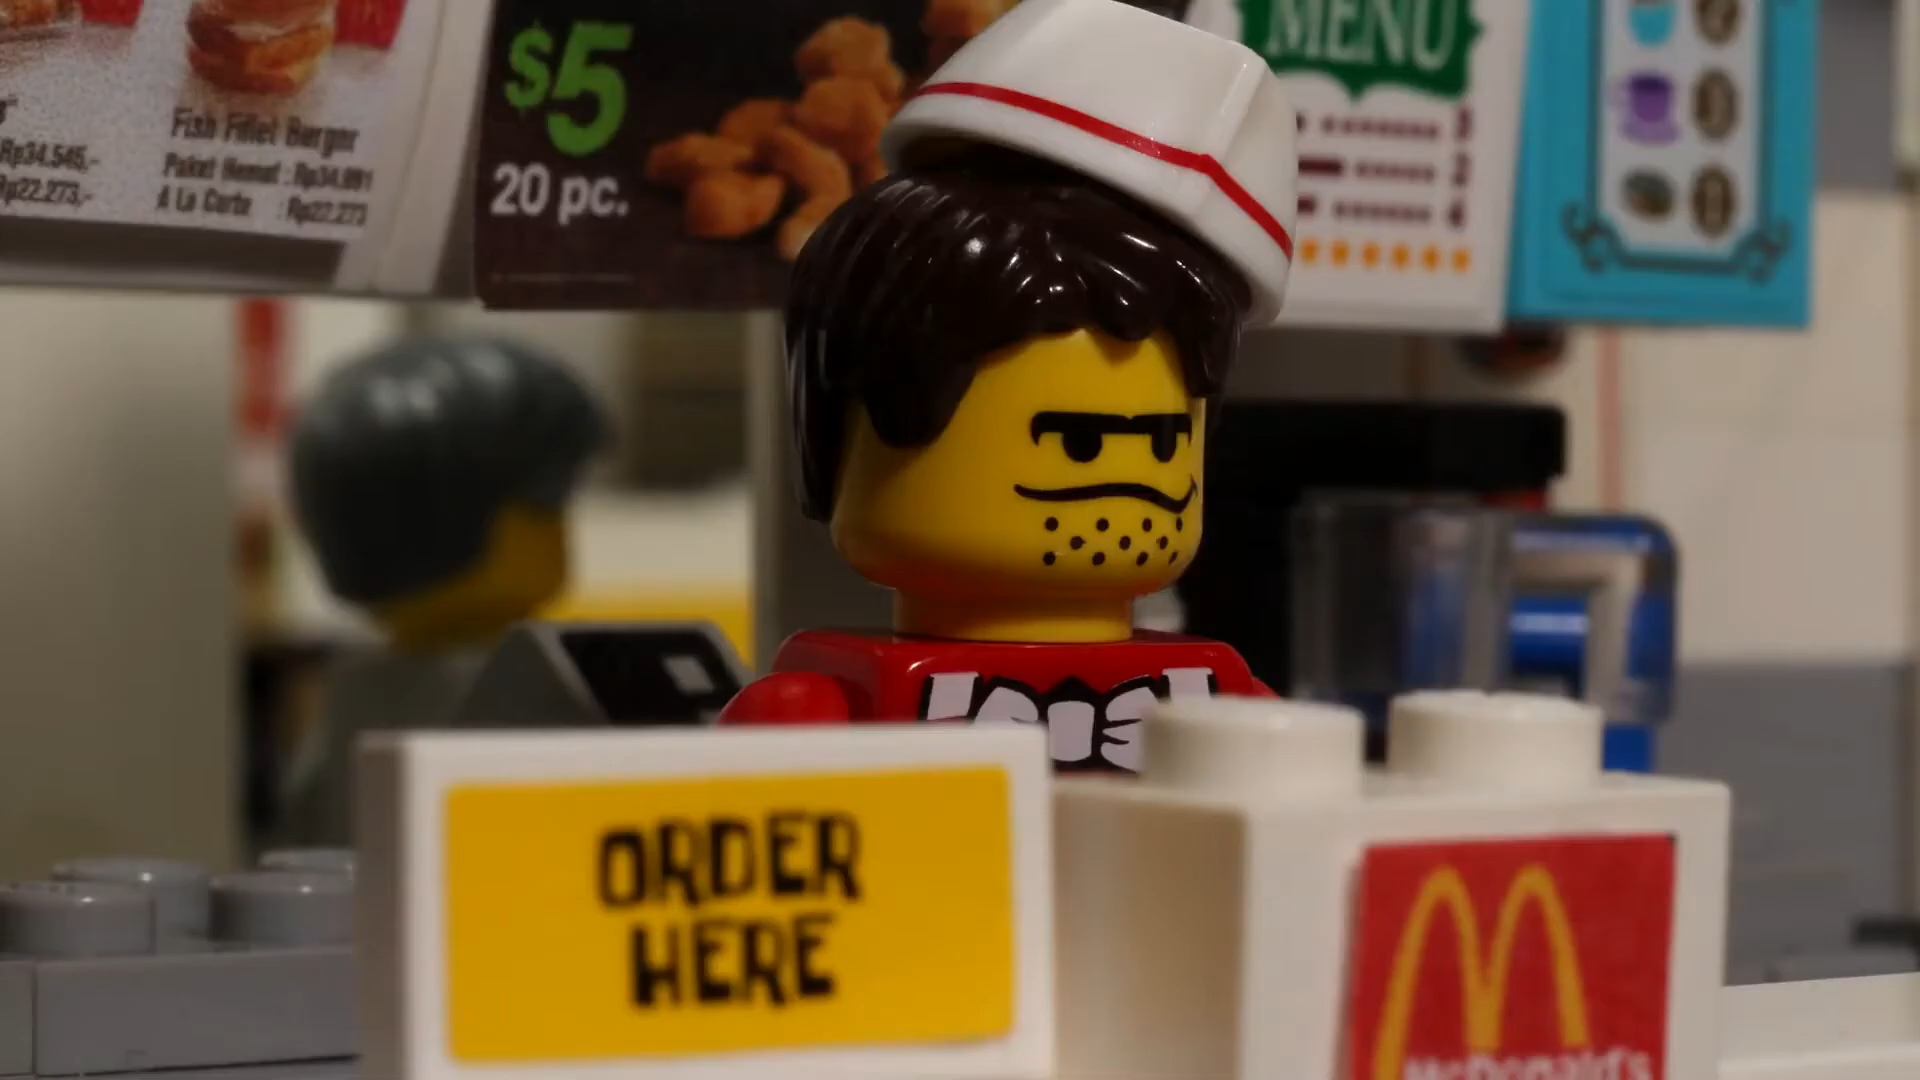 Fish Fillet Burger
Rp34.545,-
Paket Hemat : Rp34.091
Rp22.273,-
A La Carte : Rp22.273
$5
20 pc.
MENU
ORDER
HERE
McDonald's